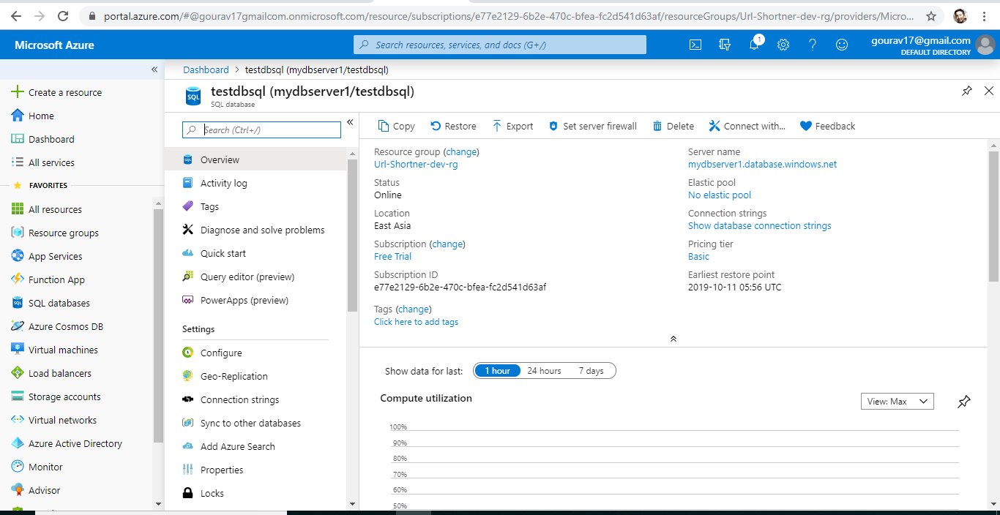 portal.azure.com/#@gourav17gmailcom.onmicrosoft.com/resource/subscriptions/e77e2129-6b2e-470c-bfea-fc2d541d63af/resourceGroups/Url-Shortner-dev-rg/providers/Micro...
Microsoft Azure
Search resources, services, and docs (G+/)
1
gourav17@gmail.com
DEFAULT DIRECTORY
«
Create a resource
Home
Dashboard
All services
FAVORITES
All resources
Resource groups
App Services
Function App
SQL databases
Azure Cosmos DB
Virtual machines
Load balancers
Storage accounts
Virtual networks
Azure Active Directory
Monitor
Advisor
Dashboard > testdbsql (mydbserver1/testdbsql)
SQL
testdbsql (mydbserver1/testdbsql)
SQL database
Search (Ctrl+/)
«
Overview
Activity log
Tags
Diagnose and solve problems
Quick start
Query editor (preview)
PowerApps (preview)
Settings
Configure
Geo-Replication
Connection strings
Sync to other databases
Add Azure Search
Properties
Locks
Copy Restore Export Set server firewall Delete Connect with... Feedback
Resource group (change)
Url-Shortner-dev-rg
Status
Online
Location
East Asia
Subscription (change)
Free Trial
Subscription ID
e77e2129-6b2e-470c-bfea-fc2d541d63af
Tags (change)
Click here to add tags
Server name
mydbserver1.database.windows.net
Elastic pool
No elastic pool
Connection strings
Show database connection strings
Pricing tier
Basic
Earliest restore point
2019-10-11 05:56 UTC
Show data for last: 1 hour 24 hours 7 days
Compute utilization
View: Max
100%
90%
80%
70%
60%
50%